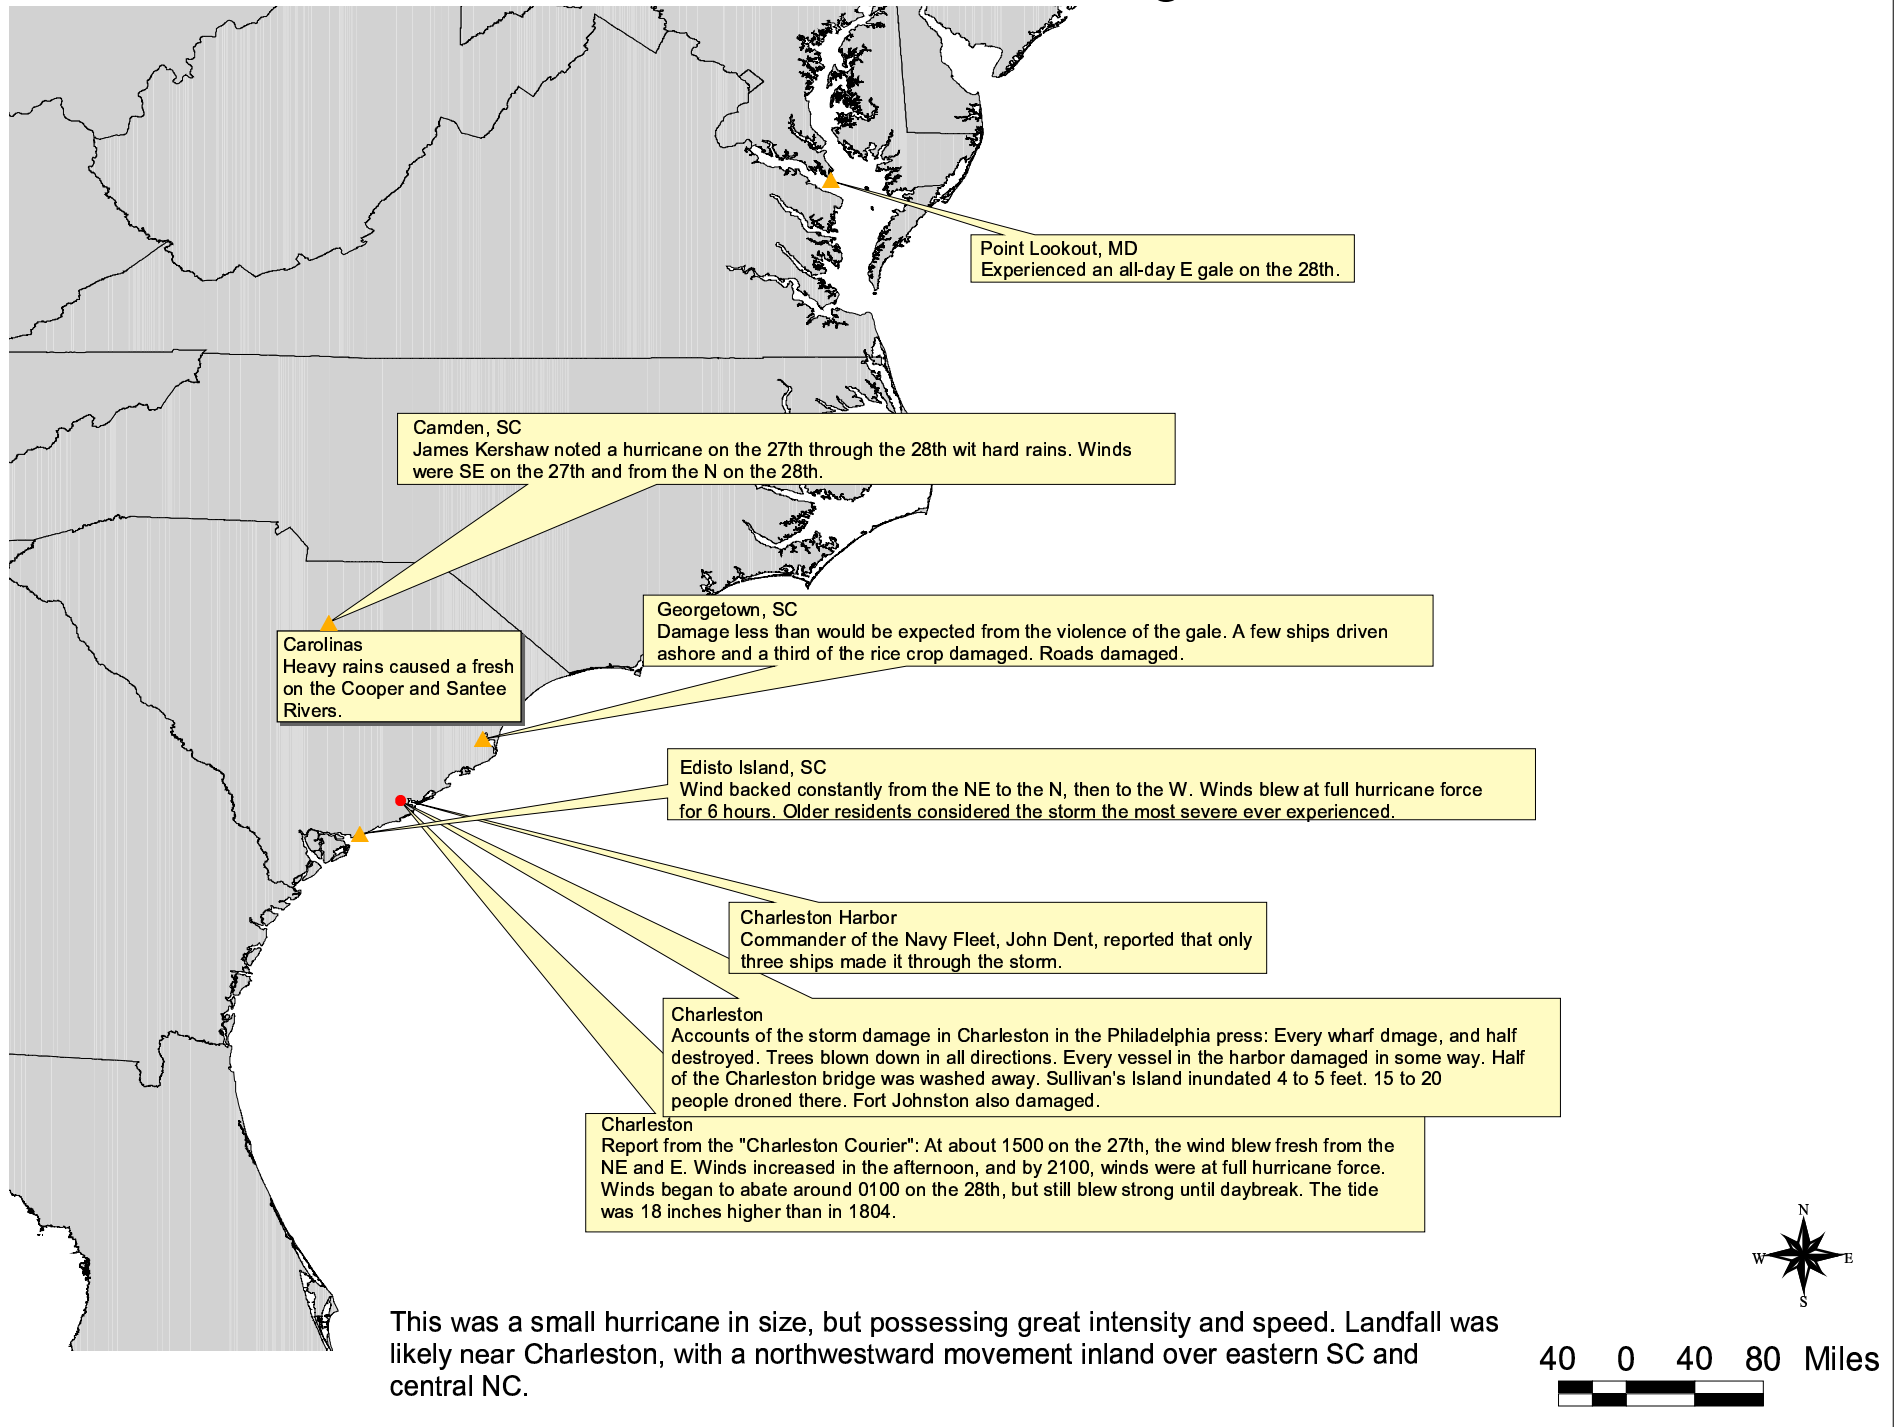 Point Lookout, MD
Experienced an all-day E gale on the 28th.
Camden, SC
James Kershaw noted a hurricane on the 27th through the 28th wit hard rains. Winds
were SE on the 27th and from the N on the 28th.
Georgetown, SC
Damage less than would be expected from the violence of the gale. A few ships driven
ashore and a third of the rice crop damaged. Roads damaged.
Carolinas
Heavy rains caused a fresh
on the Cooper and Santee
Rivers.
Edisto Island, SC
Wind backed constantly from the NE to the N, then to the W. Winds blew at full hurricane force
for 6 hours. Older residents considered the storm the most severe ever experienced.
Charleston Harbor
Commander of the Navy Fleet, John Dent, reported that only
three ships made it through the storm.
Charleston
Accounts of the storm damage in Charleston in the Philadelphia press: Every wharf dmage, and half
destroyed. Trees blown down in all directions. Every vessel in the harbor damaged in some way. Half
of the Charleston bridge was washed away. Sullivan's Island inundated 4 to 5 feet. 15 to 20
people droned there. Fort Johnston also damaged.
Charleston
Report from the "Charleston Courier": At about 1500 on the 27th, the wind blew fresh from the
NE and E. Winds increased in the afternoon, and by 2100, winds were at full hurricane force.
Winds began to abate around 0100 on the 28th, but still blew strong until daybreak. The tide
was 18 inches higher than in 1804.
N
W E
S
This was a small hurricane in size, but possessing great intensity and speed. Landfall was
likely near Charleston, with a northwestward movement inland over eastern SC and
central NC.
40 0 40 80 Miles